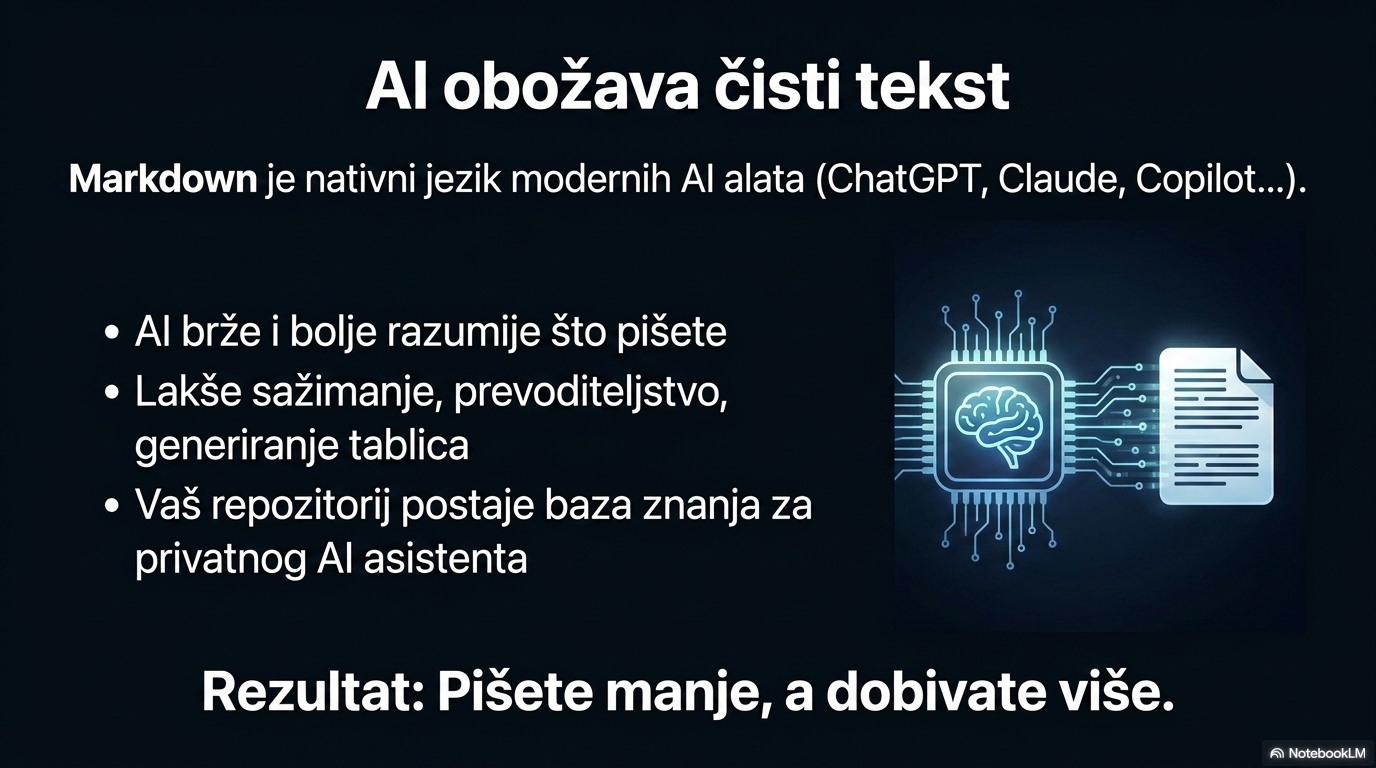 AI obožava čisti tekst
Markdown je nativni jezik modernih AI alata (ChatGPT, Claude, Copilot...).
• AI brže i bolje razumije što pišete
• Lakše sažimanje, prevoditeljstvo,
generiranje tablica
• Vaš repozitorij postaje baza znanja za
privatnog AI asistenta
Rezultat: Pišete manje, a dobivate više.
NotebookLM